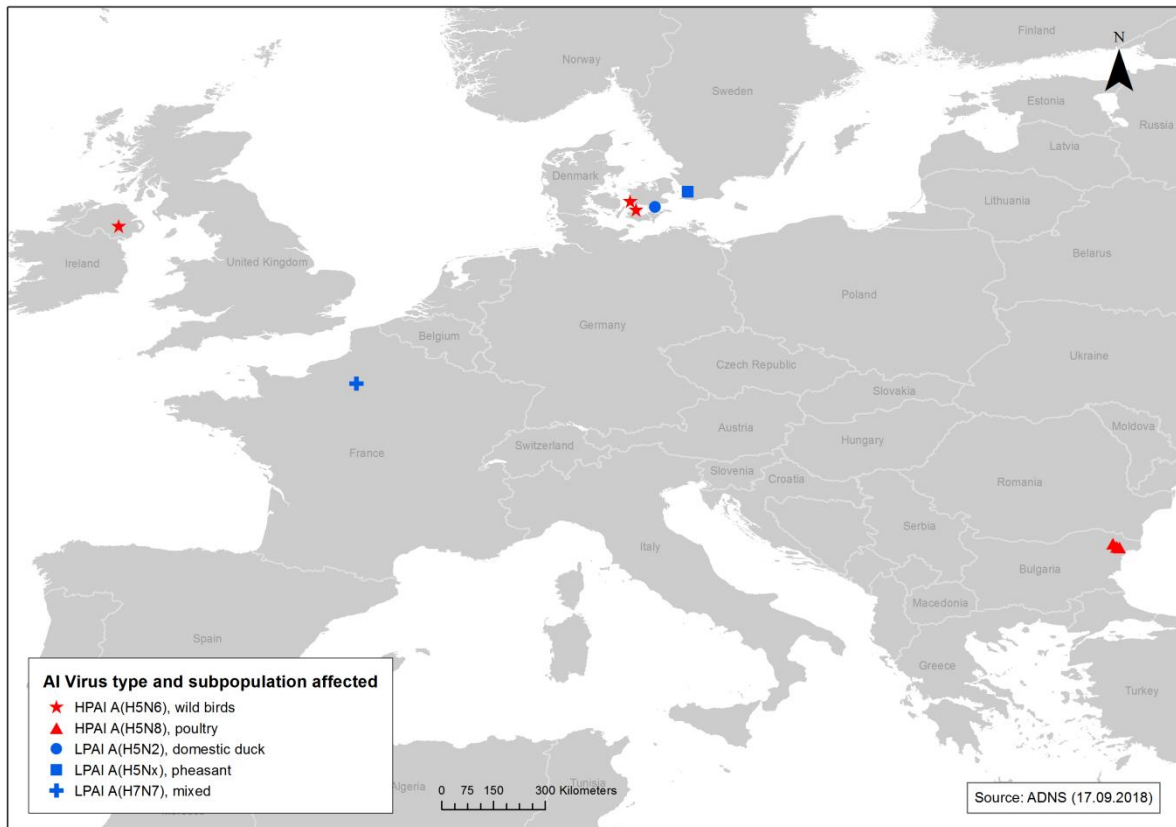 Finland
N
Norway
Sweden
Estonia
Russia
Latvia
Denmark
Lithuania
Ireland
United Kingdom
Belarus
Poland
Germany
Belgium
Ukraine
Czech Republic
Slovakia
Moldova
Austria
Hungary
Switzerland
France
Slovenia
Croatia
Romania
Serbia
Italy
Bulgaria
Macedonia
Spain
Greece
Turkey
AI Virus type and subpopulation affected
HPAI A(H5N6), wild birds
HPAI A(H5N8), poultry
LPAI A(H5N2), domestic duck
LPAI A(H5Nx), pheasant
LPAI A(H7N7), mixed
Algeria
Tunisia
0 75 150 300 Kilometers
Source: ADNS (17.09.2018)